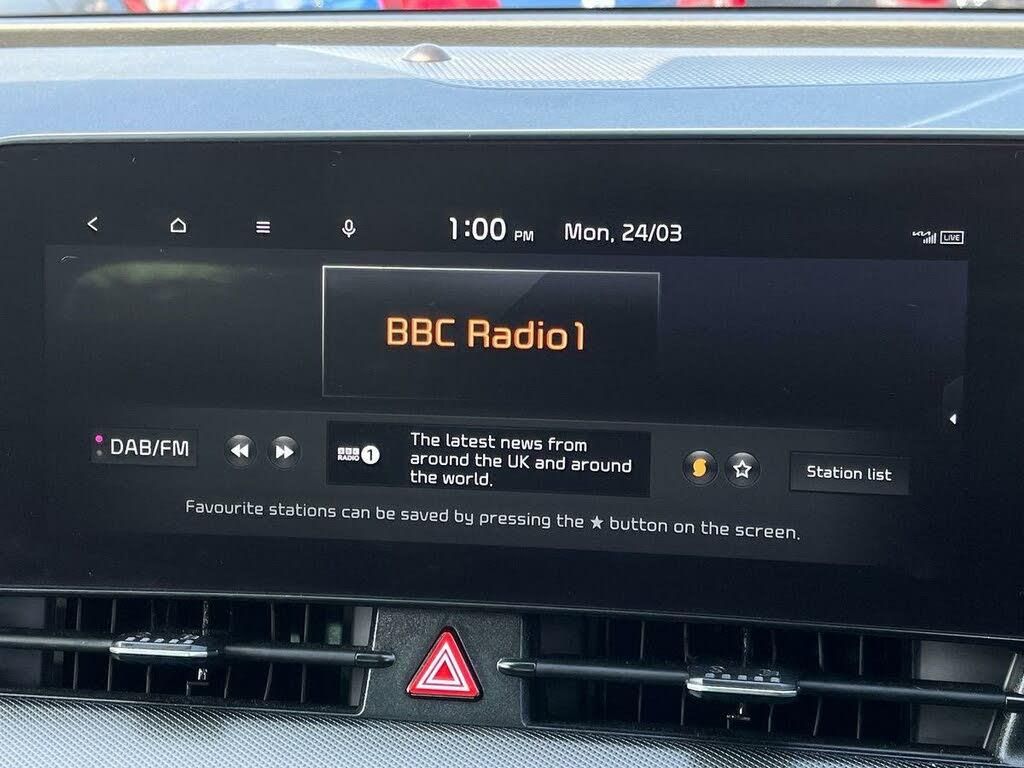 1:00 PM Mon, 24/03
KIA LIVE
BBC Radio1
DAB/FM
BBC RADIO 1
The latest news from
around the UK and around
the world.
Station list
Favourite stations can be saved by pressing the ★ button on the screen.